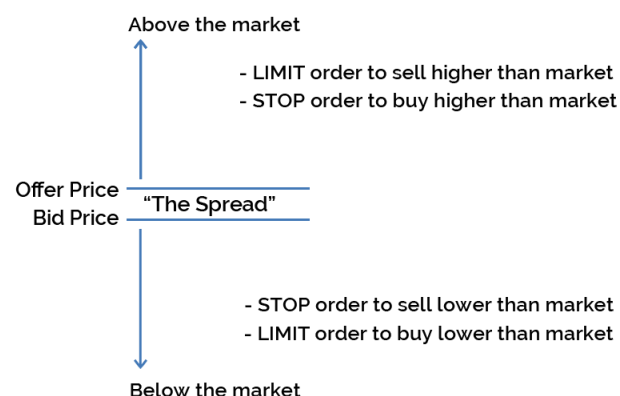 Above the market
- LIMIT order to sell higher than market
- STOP order to buy higher than market
Offer Price
“The Spread”
Bid Price
- STOP order to sell lower than market
- LIMIT order to buy lower than market
Below the market